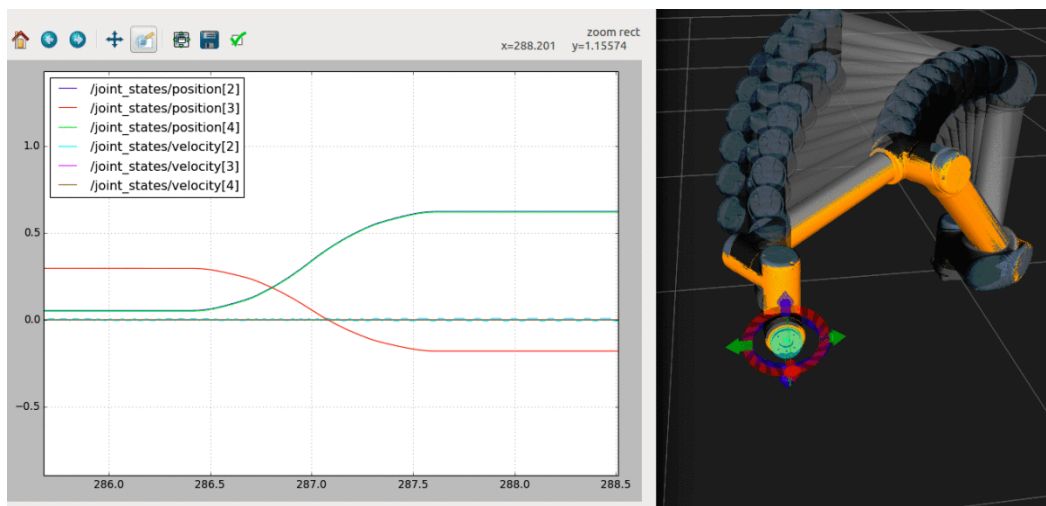 zoom rect
x=288.201 y=1.15574
/joint_states/position[2]
/joint_states/position[3]
/joint_states/position[4]
/joint_states/velocity[2]
/joint_states/velocity[3]
/joint_states/velocity[4]
1.0
0.5
0.0
−0.5
286.0 286.5 287.0 287.5 288.0 288.5